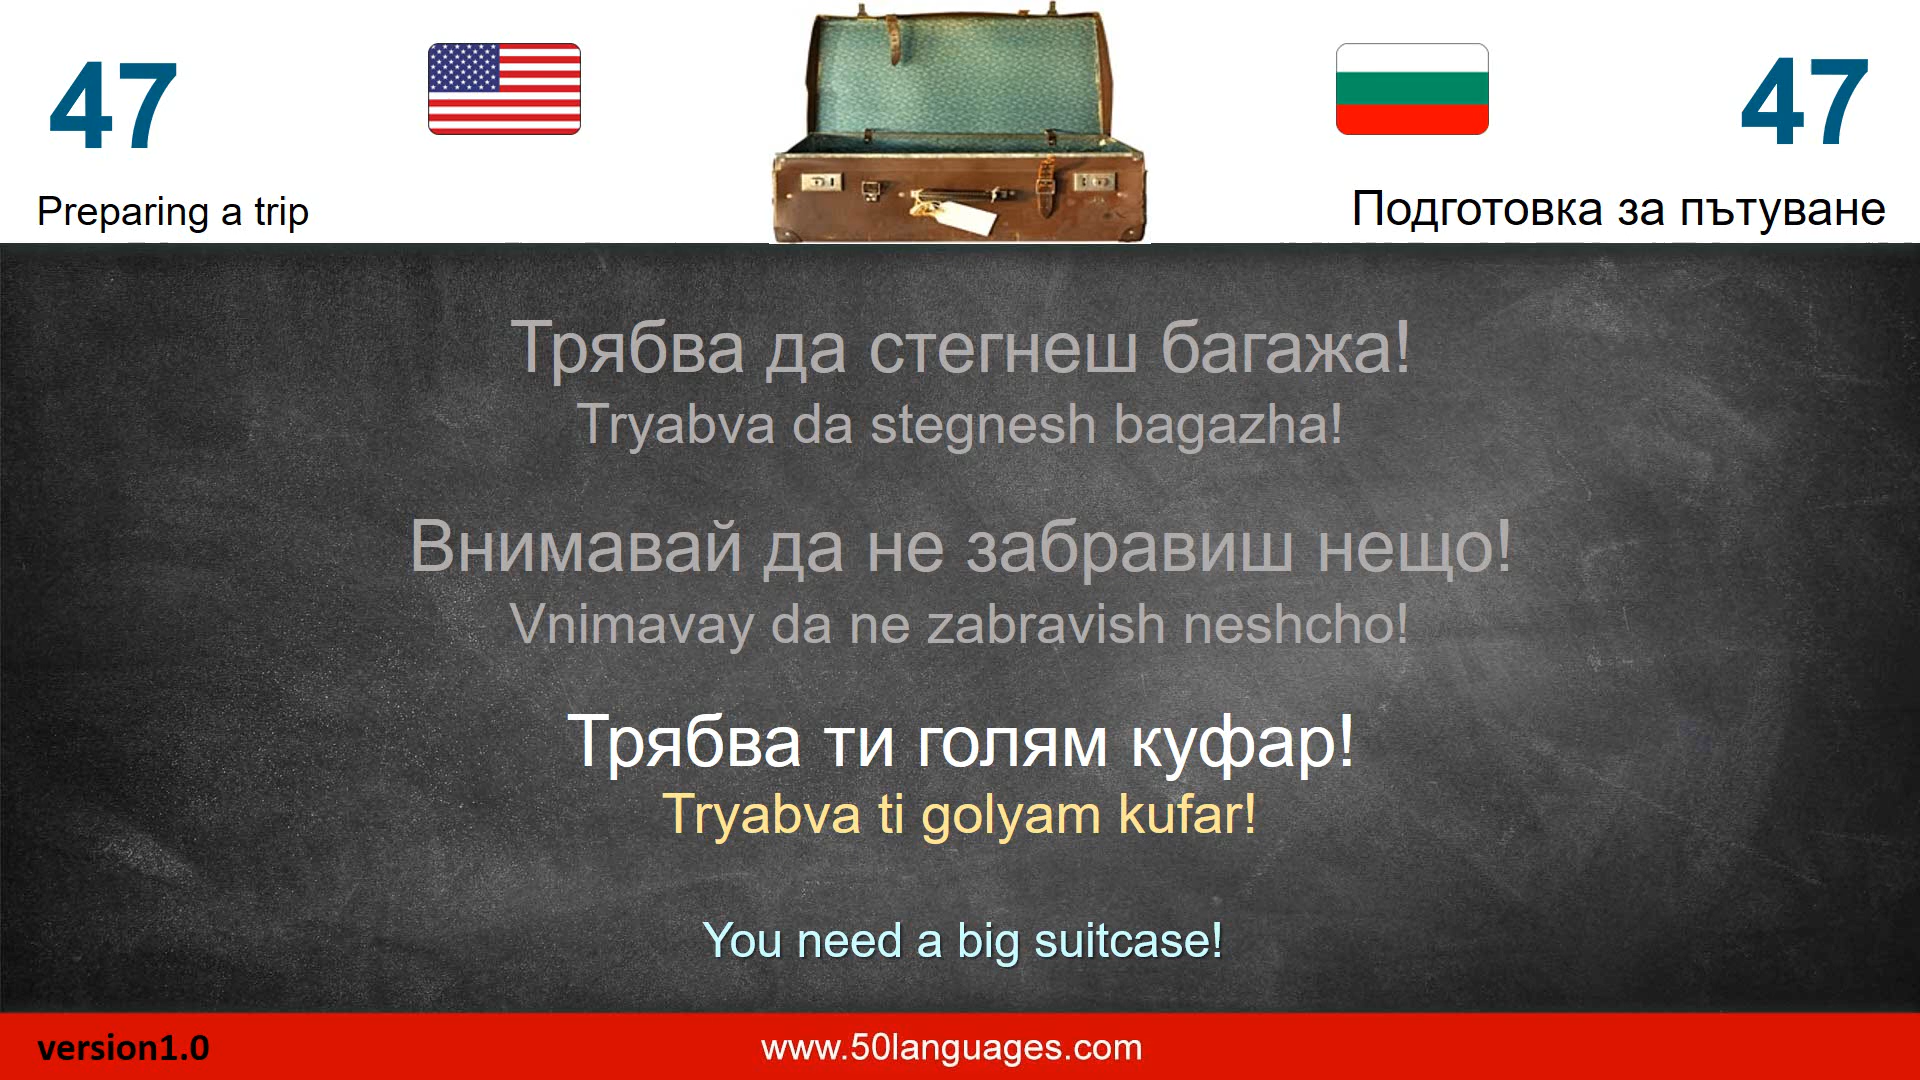 47
47
Preparing a trip
Подготовка за пътуване
Трябва да стегнеш багажа!
Tryabva da stegnesh bagazha!
Внимавай да не забравиш нещо!
Vnimavay da ne zabravish neshcho!
Трябва ти голям куфар!
Tryabva ti golyam kufar!
You need a big suitcase!
version1.0
www.50languages.com